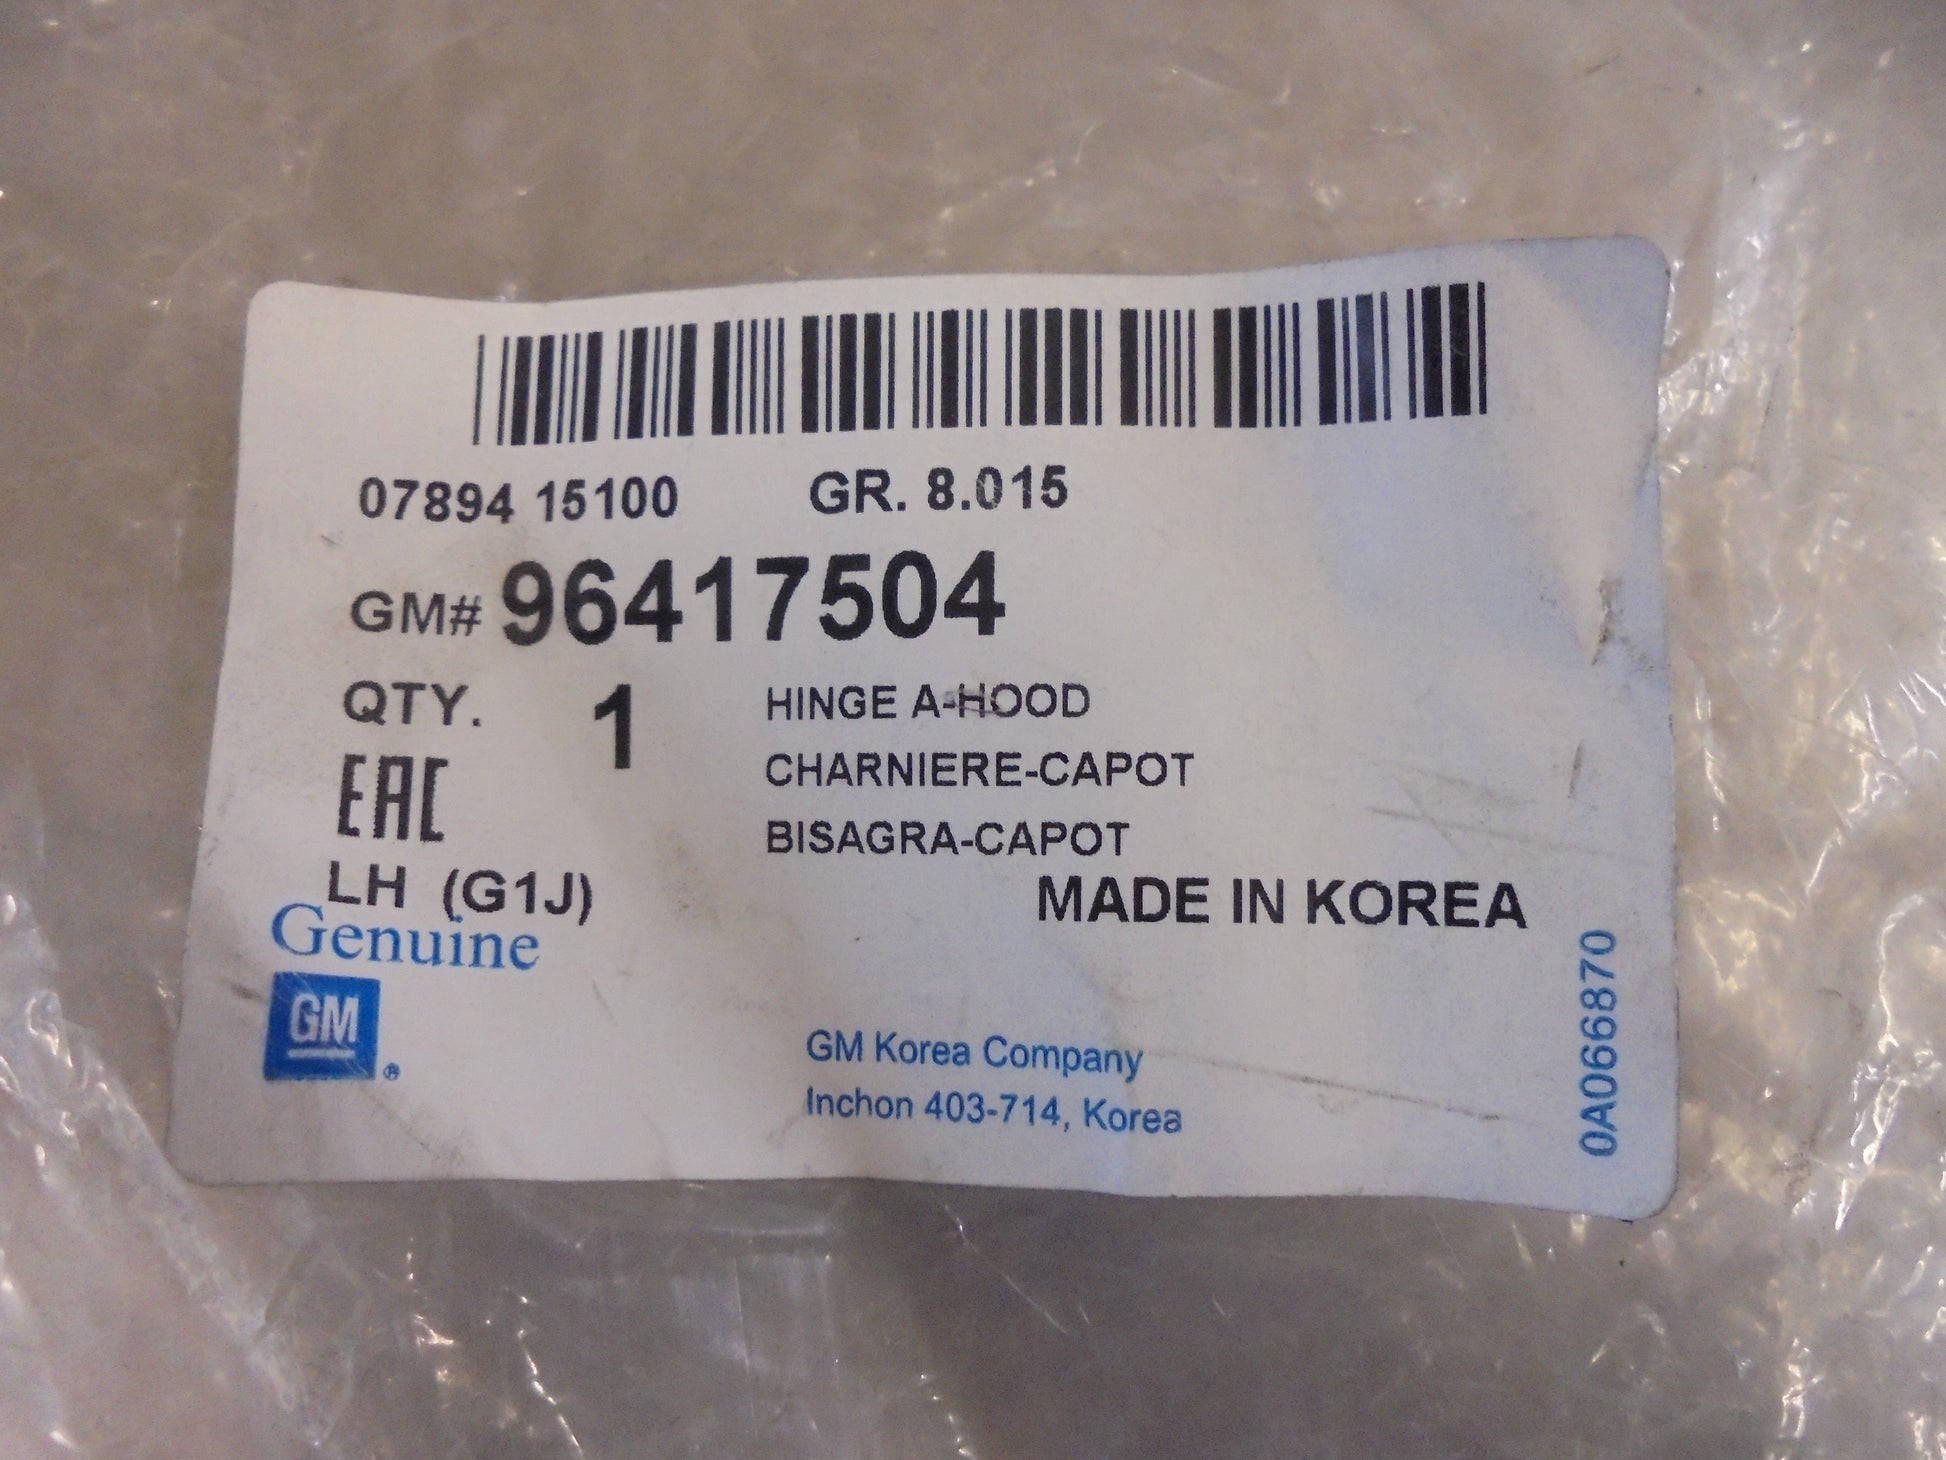 07894 15100 GR. 8.015
GM# 96417504
QTY. 1 HINGE A-HOOD
CHARNIERE-CAPOT
EAC
BISAGRA-CAPOT
LH (G1J) MADE IN KOREA
Genuine
GM ®
GM Korea Company
Inchon 403-714, Korea
0A066870